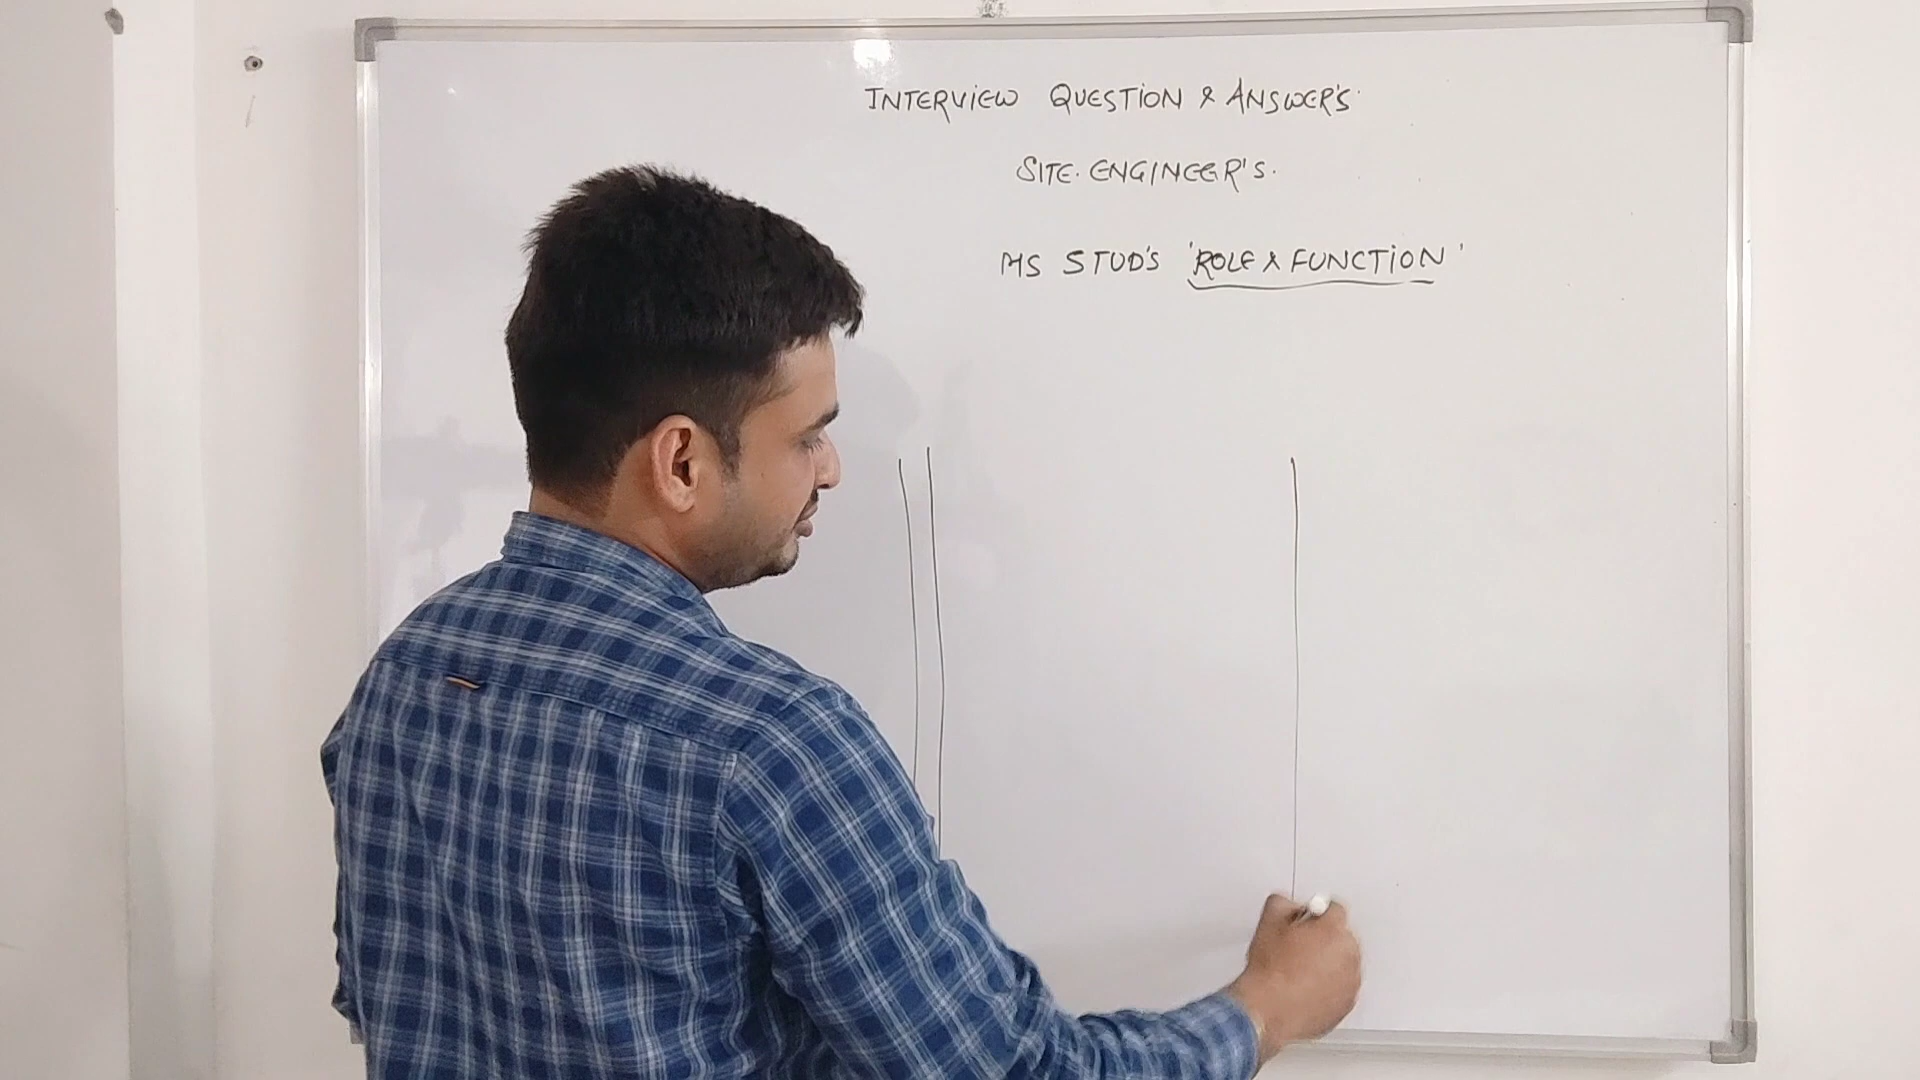 INTERVIEW QUESTION & ANSWER'S.
SITE. ENGINEER'S.
MS STUD'S 'ROLE & FUNCTION'